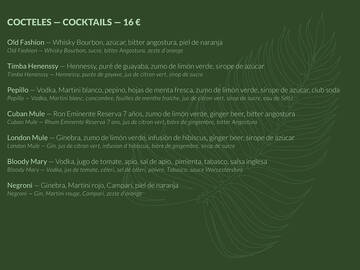 COCTELES — COCKTAILS — 16 €
Old Fashion — Whisky Bourbon, azucar, bitter angostura, piel de naranja
Old Fashion — Whisky Bourbon, sucre, bitter Angostura, zeste d'orange
Timba Henenssy — Hennessy, puré de guayaba, zumo de limón verde, sirope de azúcar
Timba Henenssy — Hennessy, purée de goyave, jus de citron vert, sirop de sucre
Pepillo — Vodka, Martini blanco, pepino, hojas de menta fresca, zumo de limón verde, sirope de azúcar, club soda
Pepillo — Vodka, Martini blanc, concombre, feuilles de menthe fraîche, jus de citron vert, sirop de sucre, eau de Seltz
Cuban Mule — Ron Eminente Reserva 7 años, zumo de limón verde, ginger beer, bitter angostura
Cuban Mule — Rhum Eminente Reserva 7 ans, jus de citron vert, bière de gingembre, bitter Angostura
London Mule — Ginebra, zumo de limón verde, infusión de hibiscus, ginger beer, sirope de azúcar
London Mule — Gin, jus de citron vert, infusion d'hibiscus, bière de gingembre, sirop de sucre
Bloody Mary — Vodka, jugo de tomate, apio, sal de apio, pimienta, tabasco, salsa inglesa
Bloody Mary — Vodka, jus de tomate, céleri, sel de céleri, poivre, Tabasco, sauce Worcestershire
Negroni — Ginebra, Martini rojo, Campari, piel de naranja
Negroni — Gin, Martini rouge, Campari, zeste d'orange